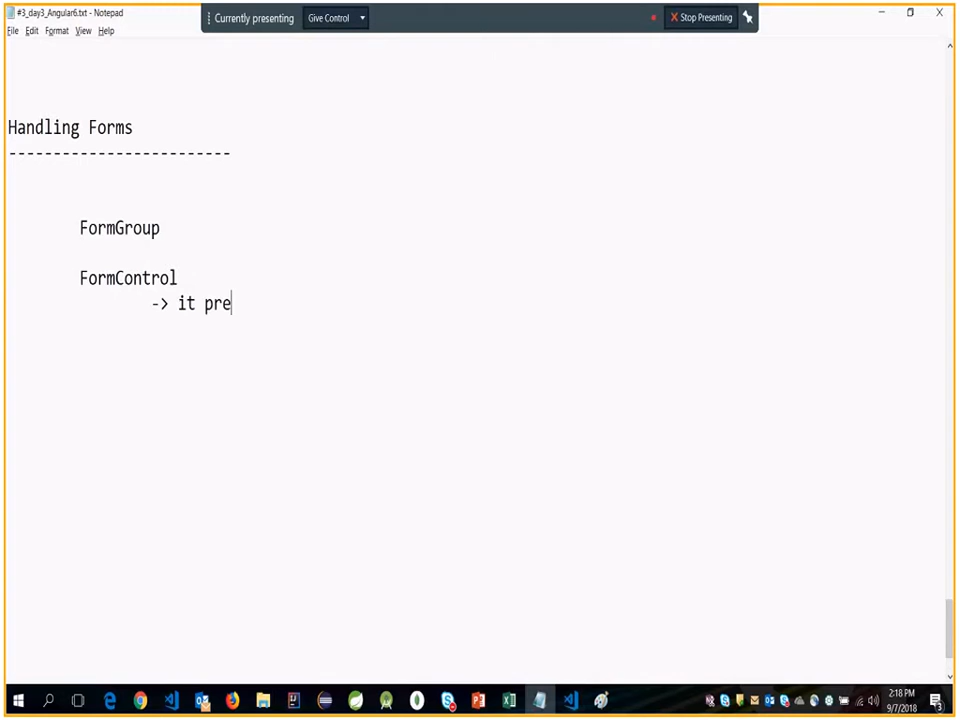 #3_day3_Angular6.txt - Notepad
Currently presenting Give Control Stop Presenting
File Edit Format View Help
Handling Forms
-------------------------
FormGroup
FormControl
-> it pre
2:18 PM
9/7/2018
3